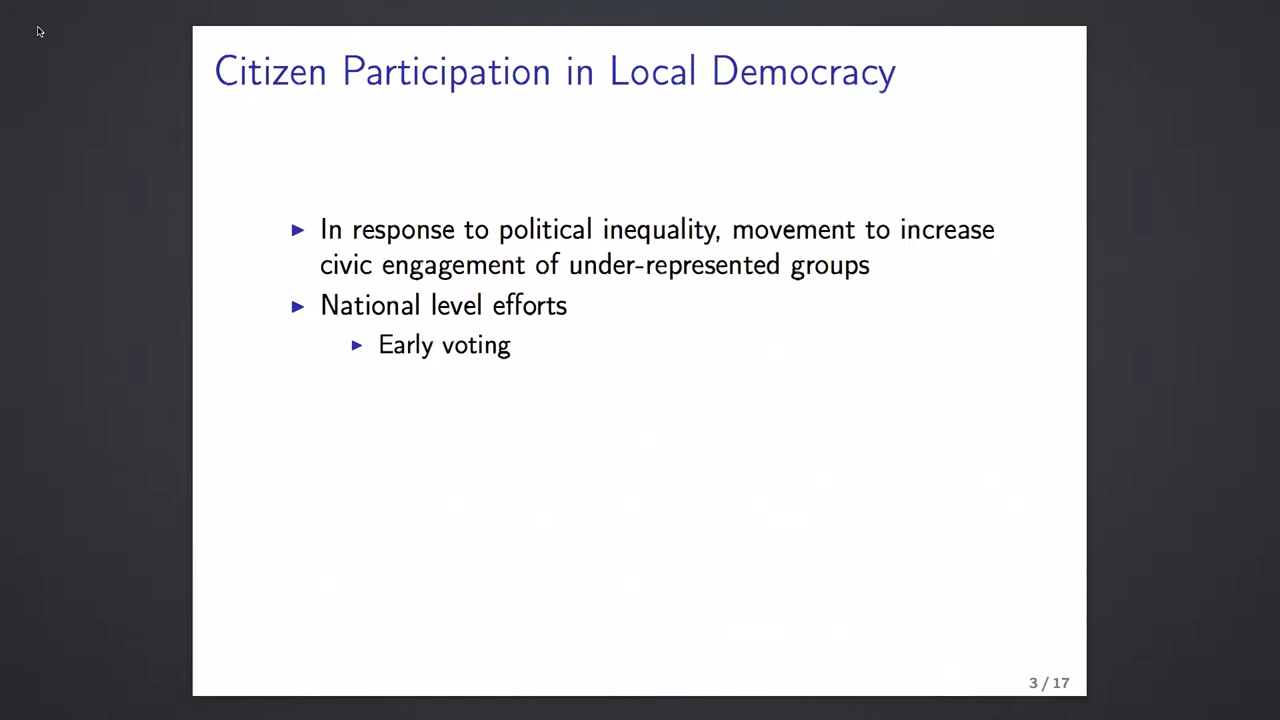 Citizen Participation in Local Democracy
In response to political inequality, movement to increase
civic engagement of under-represented groups
National level efforts
Early voting
3 / 17